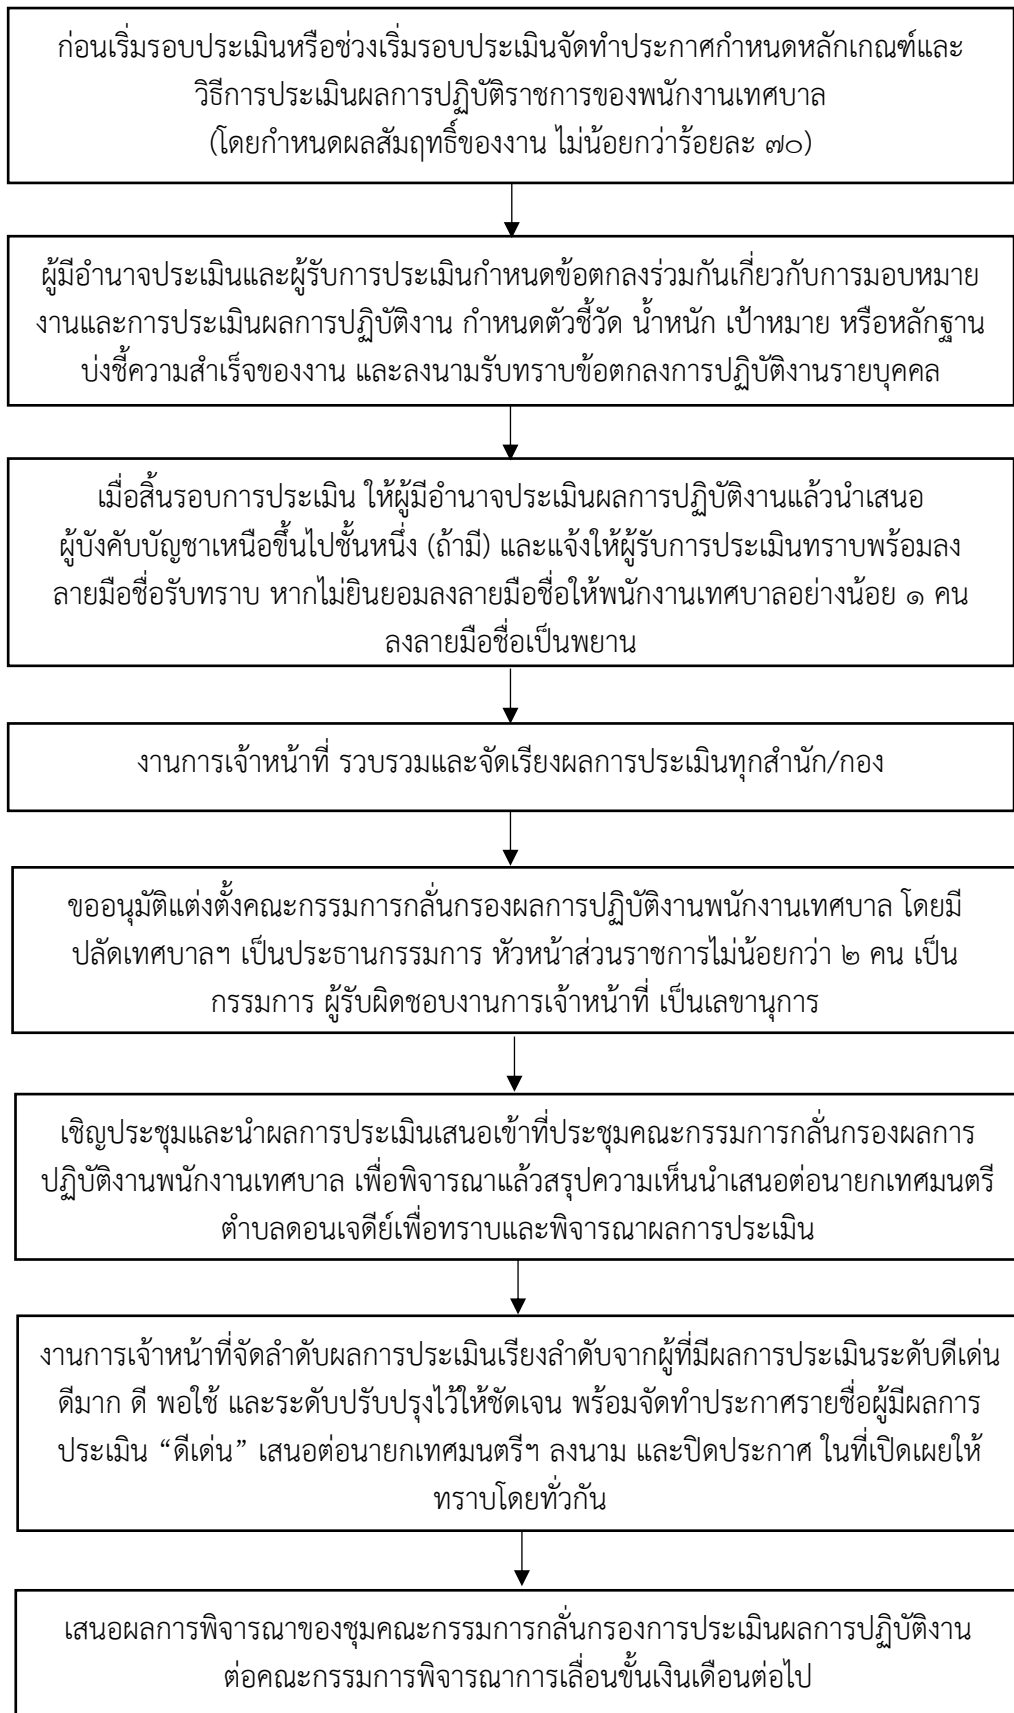 ก่อนเริ่มรอบประเมินหรือช่วงเริ่มรอบประเมินจัดทำประกาศกำหนดหลักเกณฑ์และ
วิธีการประเมินผลการปฏิบัติราชการของพนักงานเทศบาล
(โดยกำหนดผลสัมฤทธิ์ของงาน ไม่น้อยกว่าร้อยละ ๗๐)
ผู้มีอำนาจประเมินและผู้รับการประเมินกำหนดข้อตกลงร่วมกันเกี่ยวกับการมอบหมาย
งานและการประเมินผลการปฏิบัติงาน กำหนดตัวชี้วัด น้ำหนัก เป้าหมาย หรือหลักฐาน
บ่งชี้ความสำเร็จของงาน และลงนามรับทราบข้อตกลงการปฏิบัติงานรายบุคคล
เมื่อสิ้นรอบการประเมิน ให้ผู้มีอำนาจประเมินผลการปฏิบัติงานแล้วนำเสนอ
ผู้บังคับบัญชาเหนือขึ้นไปชั้นหนึ่ง (ถ้ามี) และแจ้งให้ผู้รับการประเมินทราบพร้อมลง
ลายมือชื่อรับทราบ หากไม่ยินยอมลงลายมือชื่อให้พนักงานเทศบาลอย่างน้อย ๑ คน
ลงลายมือชื่อเป็นพยาน
งานการเจ้าหน้าที่ รวบรวมและจัดเรียงผลการประเมินทุกสำนัก/กอง
ขออนุมัติแต่งตั้งคณะกรรมการกลั่นกรองผลการปฏิบัติงานพนักงานเทศบาล โดยมี
ปลัดเทศบาลฯ เป็นประธานกรรมการ หัวหน้าส่วนราชการไม่น้อยกว่า ๒ คน เป็น
กรรมการ ผู้รับผิดชอบงานการเจ้าหน้าที่ เป็นเลขานุการ
เชิญประชุมและนำผลการประเมินเสนอเข้าที่ประชุมคณะกรรมการกลั่นกรองผลการ
ปฏิบัติงานพนักงานเทศบาล เพื่อพิจารณาแล้วสรุปความเห็นนำเสนอต่อนายกเทศมนตรี
ตำบลดอนเจดีย์เพื่อทราบและพิจารณาผลการประเมิน
งานการเจ้าหน้าที่จัดลำดับผลการประเมินเรียงลำดับจากผู้ที่มีผลการประเมินระดับดีเด่น
ดีมาก ดี พอใช้ และระดับปรับปรุงไว้ให้ชัดเจน พร้อมจัดทำประกาศรายชื่อผู้มีผลการ
ประเมิน “ดีเด่น” เสนอต่อนายกเทศมนตรีฯ ลงนาม และปิดประกาศ ในที่เปิดเผยให้
ทราบโดยทั่วกัน
เสนอผลการพิจารณาของชุมคณะกรรมการกลั่นกรองการประเมินผลการปฏิบัติงาน
ต่อคณะกรรมการพิจารณาการเลื่อนขั้นเงินเดือนต่อไป